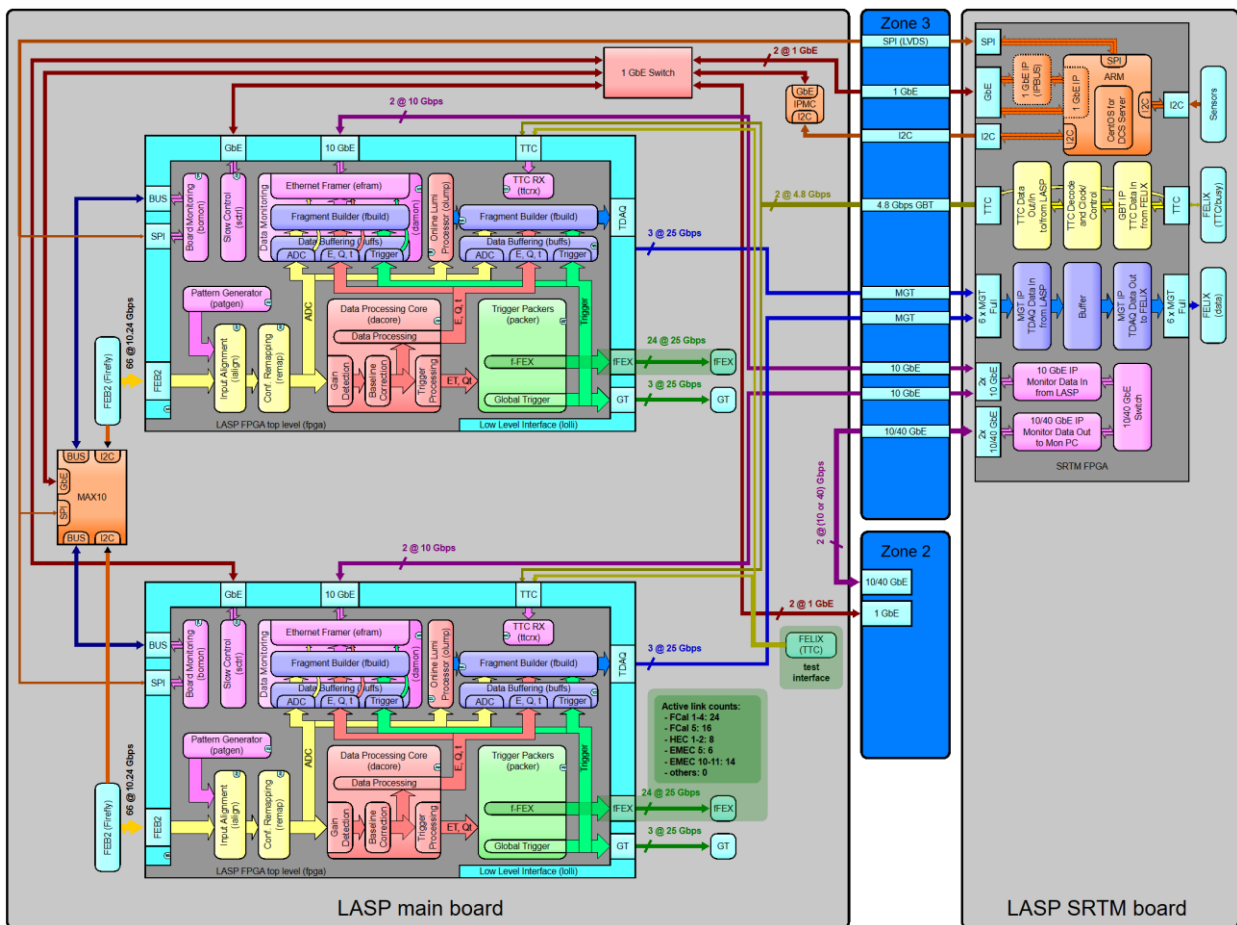 Zone 3
SPI (LVDS)
1 GbE
I2C
4.8 Gbps GBT
MGT
MGT
10 GbE
10 GbE
10/40 GbE
Zone 2
10/40 GbE
1 GbE
2 @ 1 GbE
1 GbE Switch
GbE
IPMC
I2C
2 @ 10 Gbps
2 @ 4.8 Gbps
3 @ 25 Gbps
GbE
10 GbE
TTC
BUS
SPI
Board Monitoring
(bomon)
Slow Control
(sctrl)
Data Monitoring
(damon)
Ethernet Framer (efram)
Fragment Builder (fbuild)
Data Buffering (buffs)
ADC
E, Q, t
Trigger
Online Lumi
Processor (olump)
TTC RX
(ttcrx)
Fragment Builder (fbuild)
Data Buffering (buffs)
ADC
E, Q, t
Trigger
TDAQ
Pattern Generator
(patgen)
ADC
Data Processing Core
(dacore)
Data Processing
E, Q, t
Trigger Packers
(packer)
Trigger
f-FEX
Global Trigger
Input Alignment
(ialign)
Conf. Remapping
(remap)
Gain
Detection
Baseline
Correction
Trigger
Processing
ET, Qt
FEB2 (Firefly)
66 @ 10.24 Gbps
FEB2
24 @ 25 Gbps
fFEX
fFEX
3 @ 25 Gbps
GT
GT
LASP FPGA top level (fpga)
Low Level Interface (lolli)
BUS
I2C
GbE
MAX10
SPI
BUS
I2C
2 @ 10 Gbps
2 @ (10 or 40) Gbps
2 @ 1 GbE
GbE
10 GbE
TTC
BUS
SPI
Board Monitoring
(bomon)
Slow Control
(sctrl)
Data Monitoring
(damon)
Ethernet Framer (efram)
Fragment Builder (fbuild)
Data Buffering (buffs)
ADC
E, Q, t
Trigger
Online Lumi
Processor (olump)
TTC RX
(ttcrx)
Fragment Builder (fbuild)
Data Buffering (buffs)
ADC
E, Q, t
Trigger
TDAQ
3 @ 25 Gbps
FELIX
(TTC)
test
interface
Active link counts:
- FCal 1-4: 24
- FCal 5: 16
- HEC 1-2: 8
- EMEC 5: 6
- EMEC 10-11: 14
- others: 0
Pattern Generator
(patgen)
ADC
Data Processing Core
(dacore)
Data Processing
E, Q, t
Trigger Packers
(packer)
Trigger
f-FEX
Global Trigger
Input Alignment
(ialign)
Conf. Remapping
(remap)
Gain
Detection
Baseline
Correction
Trigger
Processing
ET, Qt
FEB2 (Firefly)
66 @ 10.24 Gbps
FEB2
24 @ 25 Gbps
fFEX
fFEX
3 @ 25 Gbps
GT
GT
LASP FPGA top level (fpga)
Low Level Interface (lolli)
LASP main board
SPI
GbE
I2C
1 GbE IP
(IPBUS)
SPI
ARM
1 GbE IP
CentOS for
DCS Server
I2C
I2C
I2C
Sensors
TTC
TTC Data
Out/In
to/from LASP
TTC Decode
and Clock/
Control
GBT IP
TTC Data In
from FELIX
TTC
FELIX
(TTC/busy)
6 x MGT
Full
MGT IP
TDAQ Data In
from LASP
Buffer
MGT IP
TDAQ Data Out
to FELIX
6 x MGT
Full
FELIX
(data)
2x
10 GbE
10 GbE IP
Monitor Data In
from LASP
10/40 GbE
Switch
2x
10/40 GbE
10/40 GbE IP
Monitor Data Out
to Mon PC
SRTM FPGA
LASP SRTM board